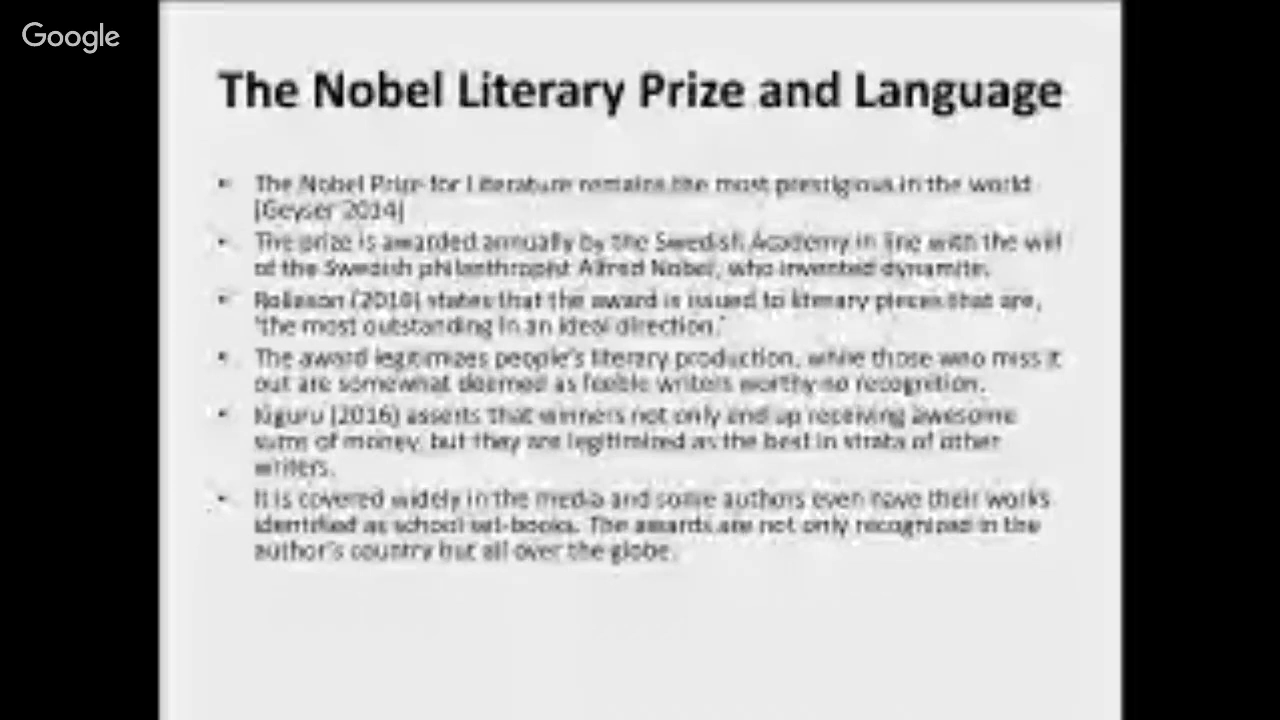 Google
The Nobel Literary Prize and Language
• The Nobel Prize for Literature remains the most prestigious in the world
[Geyser 2014]
• The prize is awarded annually by the Swedish Academy in line with the will
of the Swedish philanthropist Alfred Nobel, who invented dynamite.
• (2016) states that the award is issued to literary pieces that are,
'the most outstanding in an ideal direction.'
• The award legitimizes people's literary production, while those who miss it
out are somewhat deemed as feeble writers worthy no recognition.
• Kiguru (2016) asserts that winners not only end up receiving awesome
sums of money, but they are legitimized as the best in strata of other
writers.
• It is covered widely in the media and some authors even have their works
identified as school set-books. The awards are not only recognized in the
author's country but all over the globe.